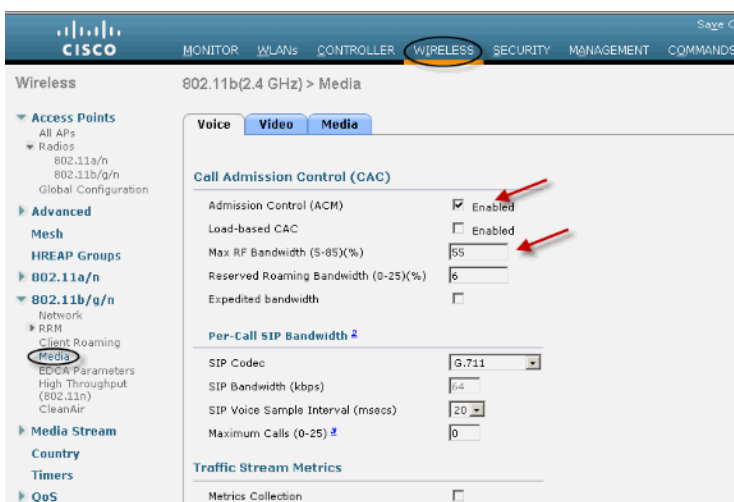 Save C
CISCO
MONITOR WLANs CONTROLLER WIRELESS SECURITY MANAGEMENT COMMANDS
Wireless
802.11b(2.4 GHz) > Media
Access Points
All APs
Radios
802.11a/n
802.11b/g/n
Global Configuration
Advanced
Mesh
HREAP Groups
802.11a/n
802.11b/g/n
Network
RRM
Client Roaming
Media
EDCA Parameters
High Throughput
(802.11n)
CleanAir
Media Stream
Country
Timers
QoS
Voice Video Media
Call Admission Control (CAC)
Admission Control (ACM) Enabled
Load-based CAC Enabled
Max RF Bandwidth (5-85)(%) 55
Reserved Roaming Bandwidth (0-25)(%) 6
Expedited bandwidth
Per-Call SIP Bandwidth 2
SIP Codec G.711
SIP Bandwidth (kbps) 64
SIP Voice Sample Interval (msecs) 20
Maximum Calls (0-25) 0
Traffic Stream Metrics
Metrics Collection